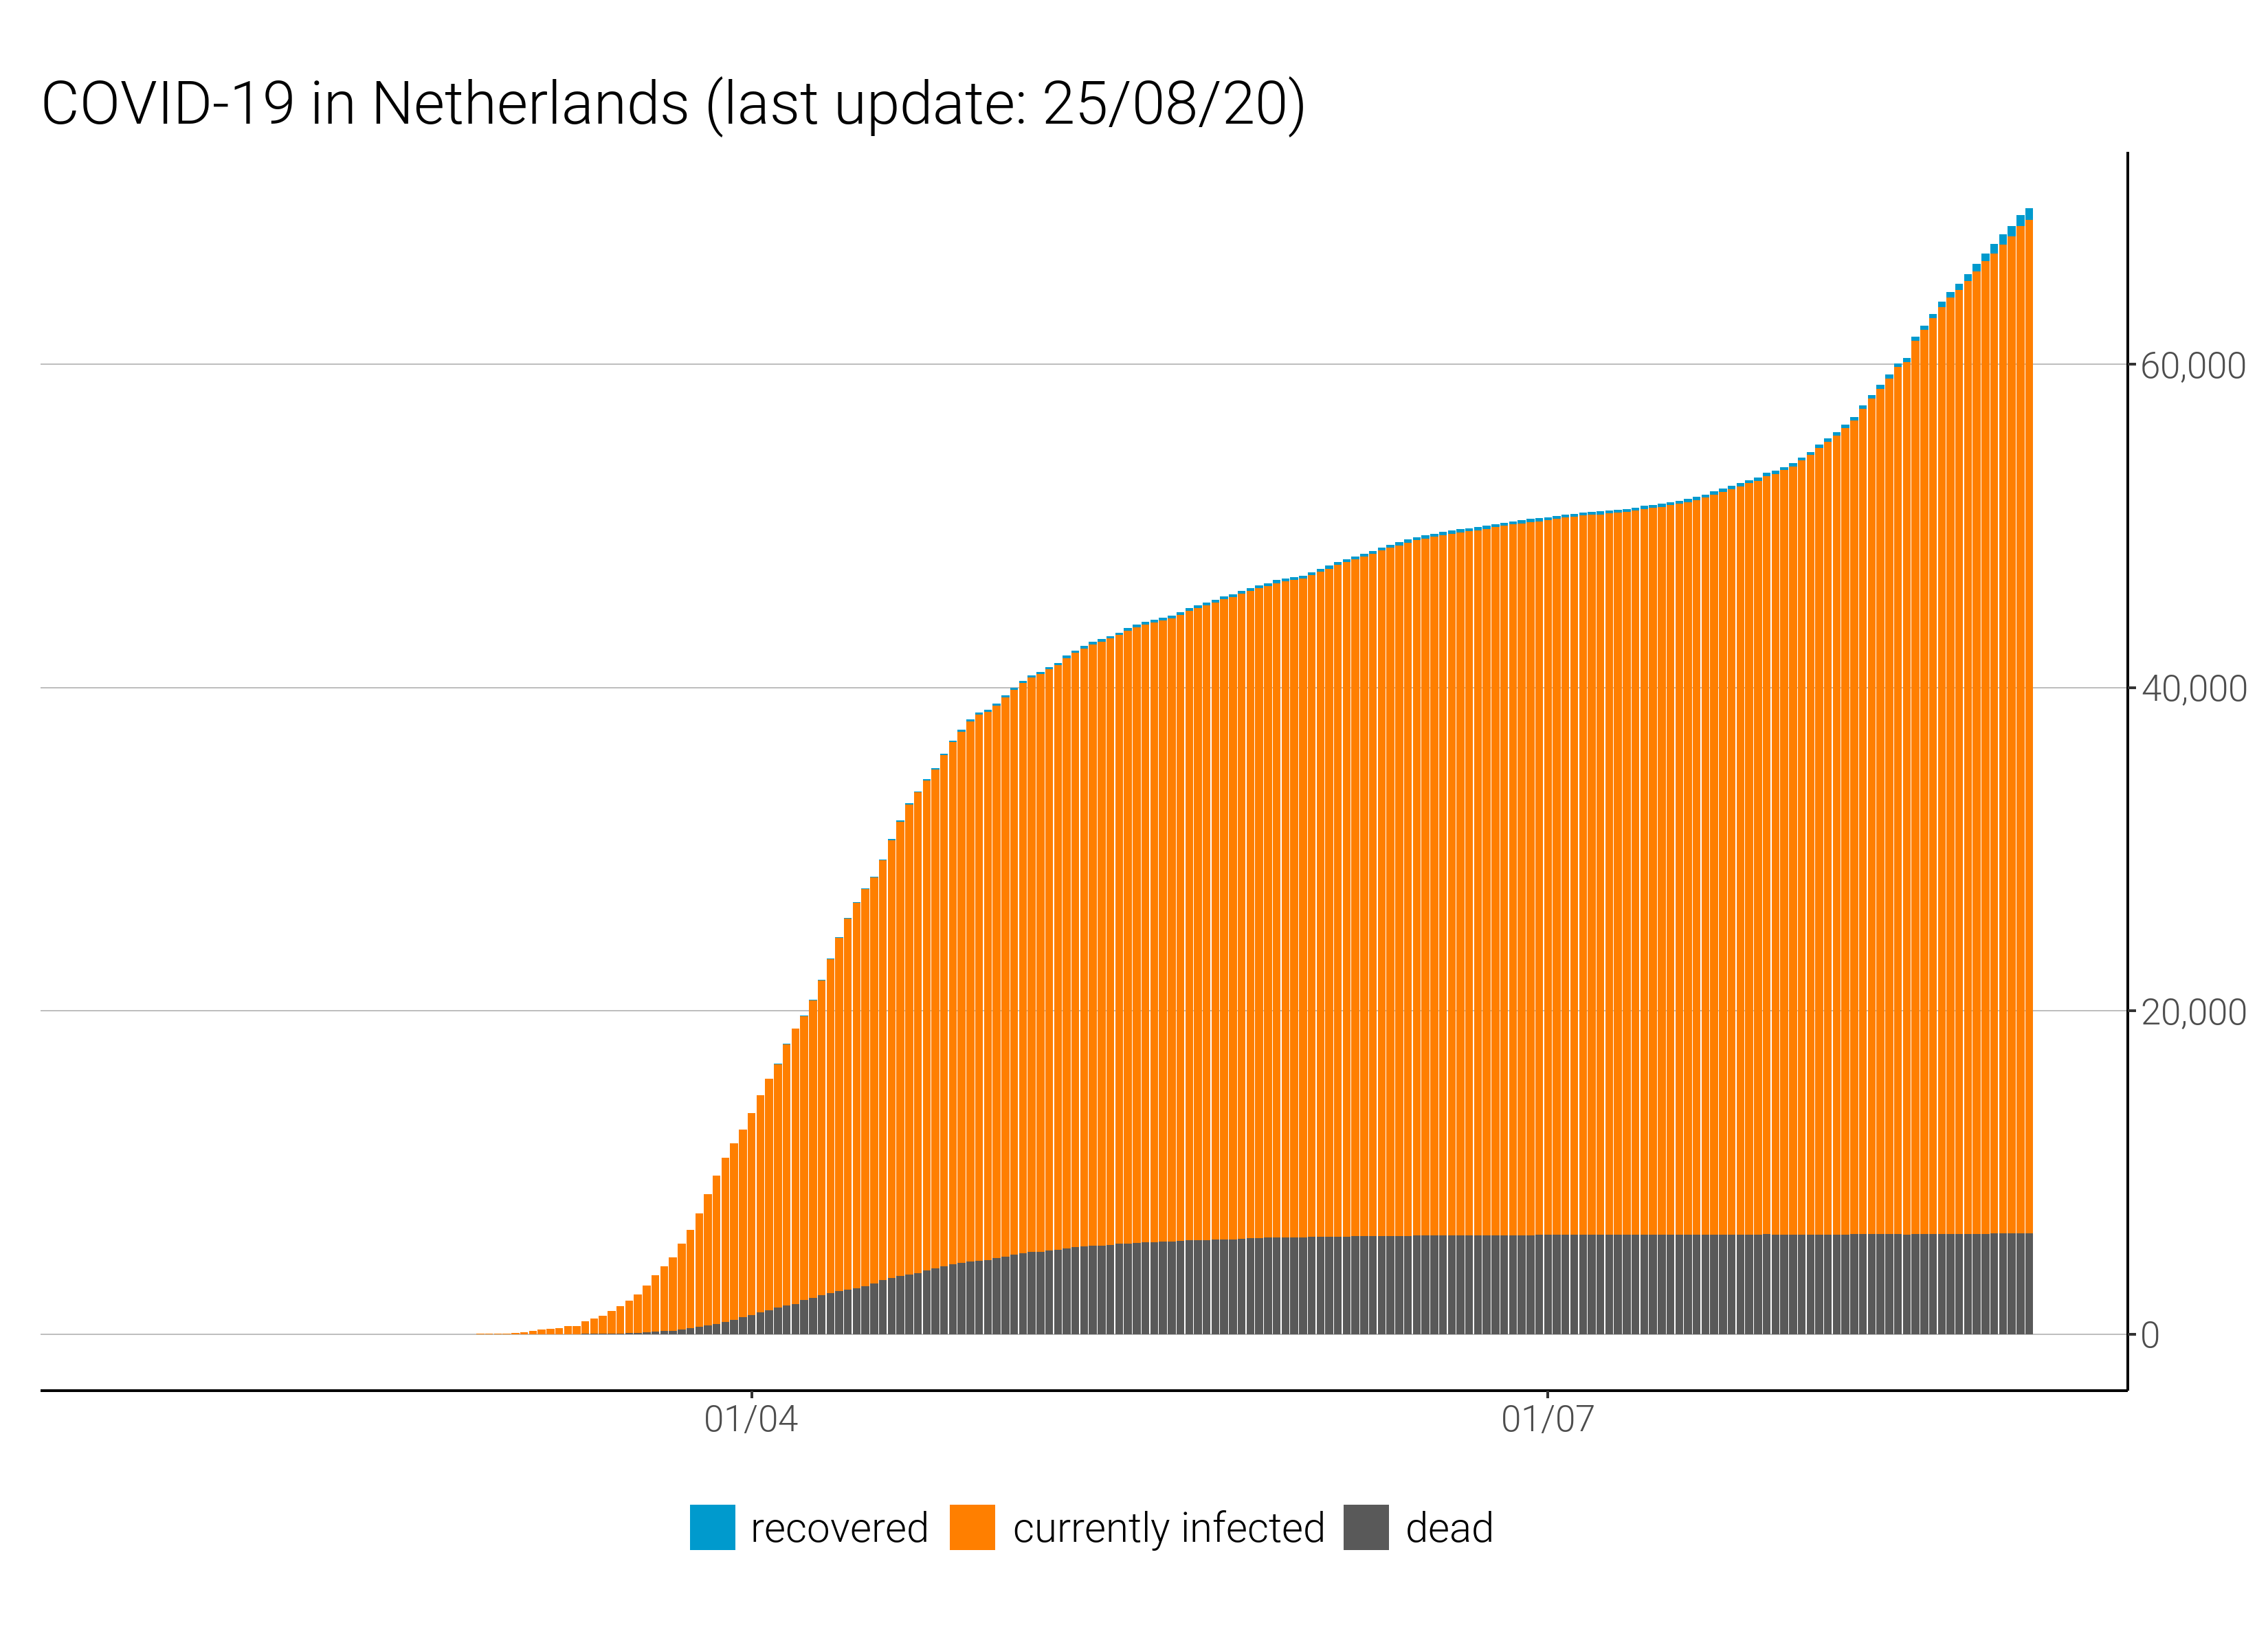 COVID-19 in Netherlands (last update: 25/08/20)
60,000
40,000
20,000
0
01/04 01/07
recovered currently infected dead